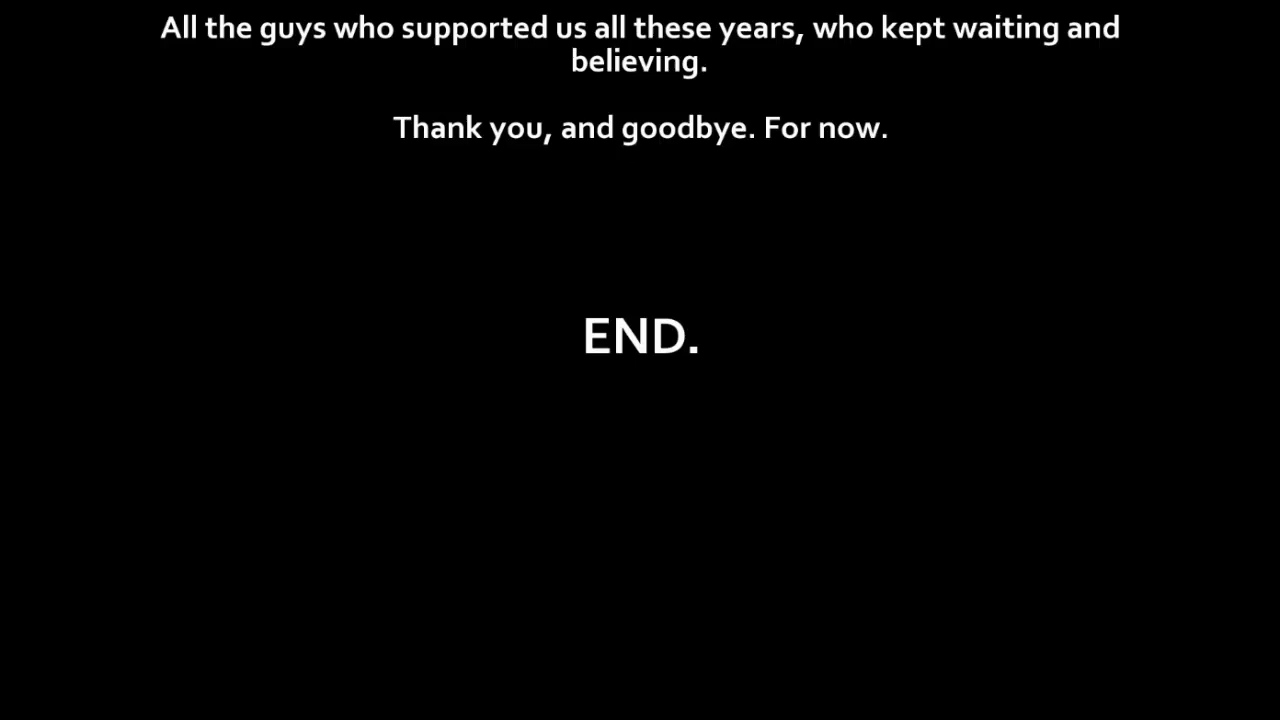 All the guys who supported us all these years, who kept waiting and
believing.
Thank you, and goodbye. For now.
END.